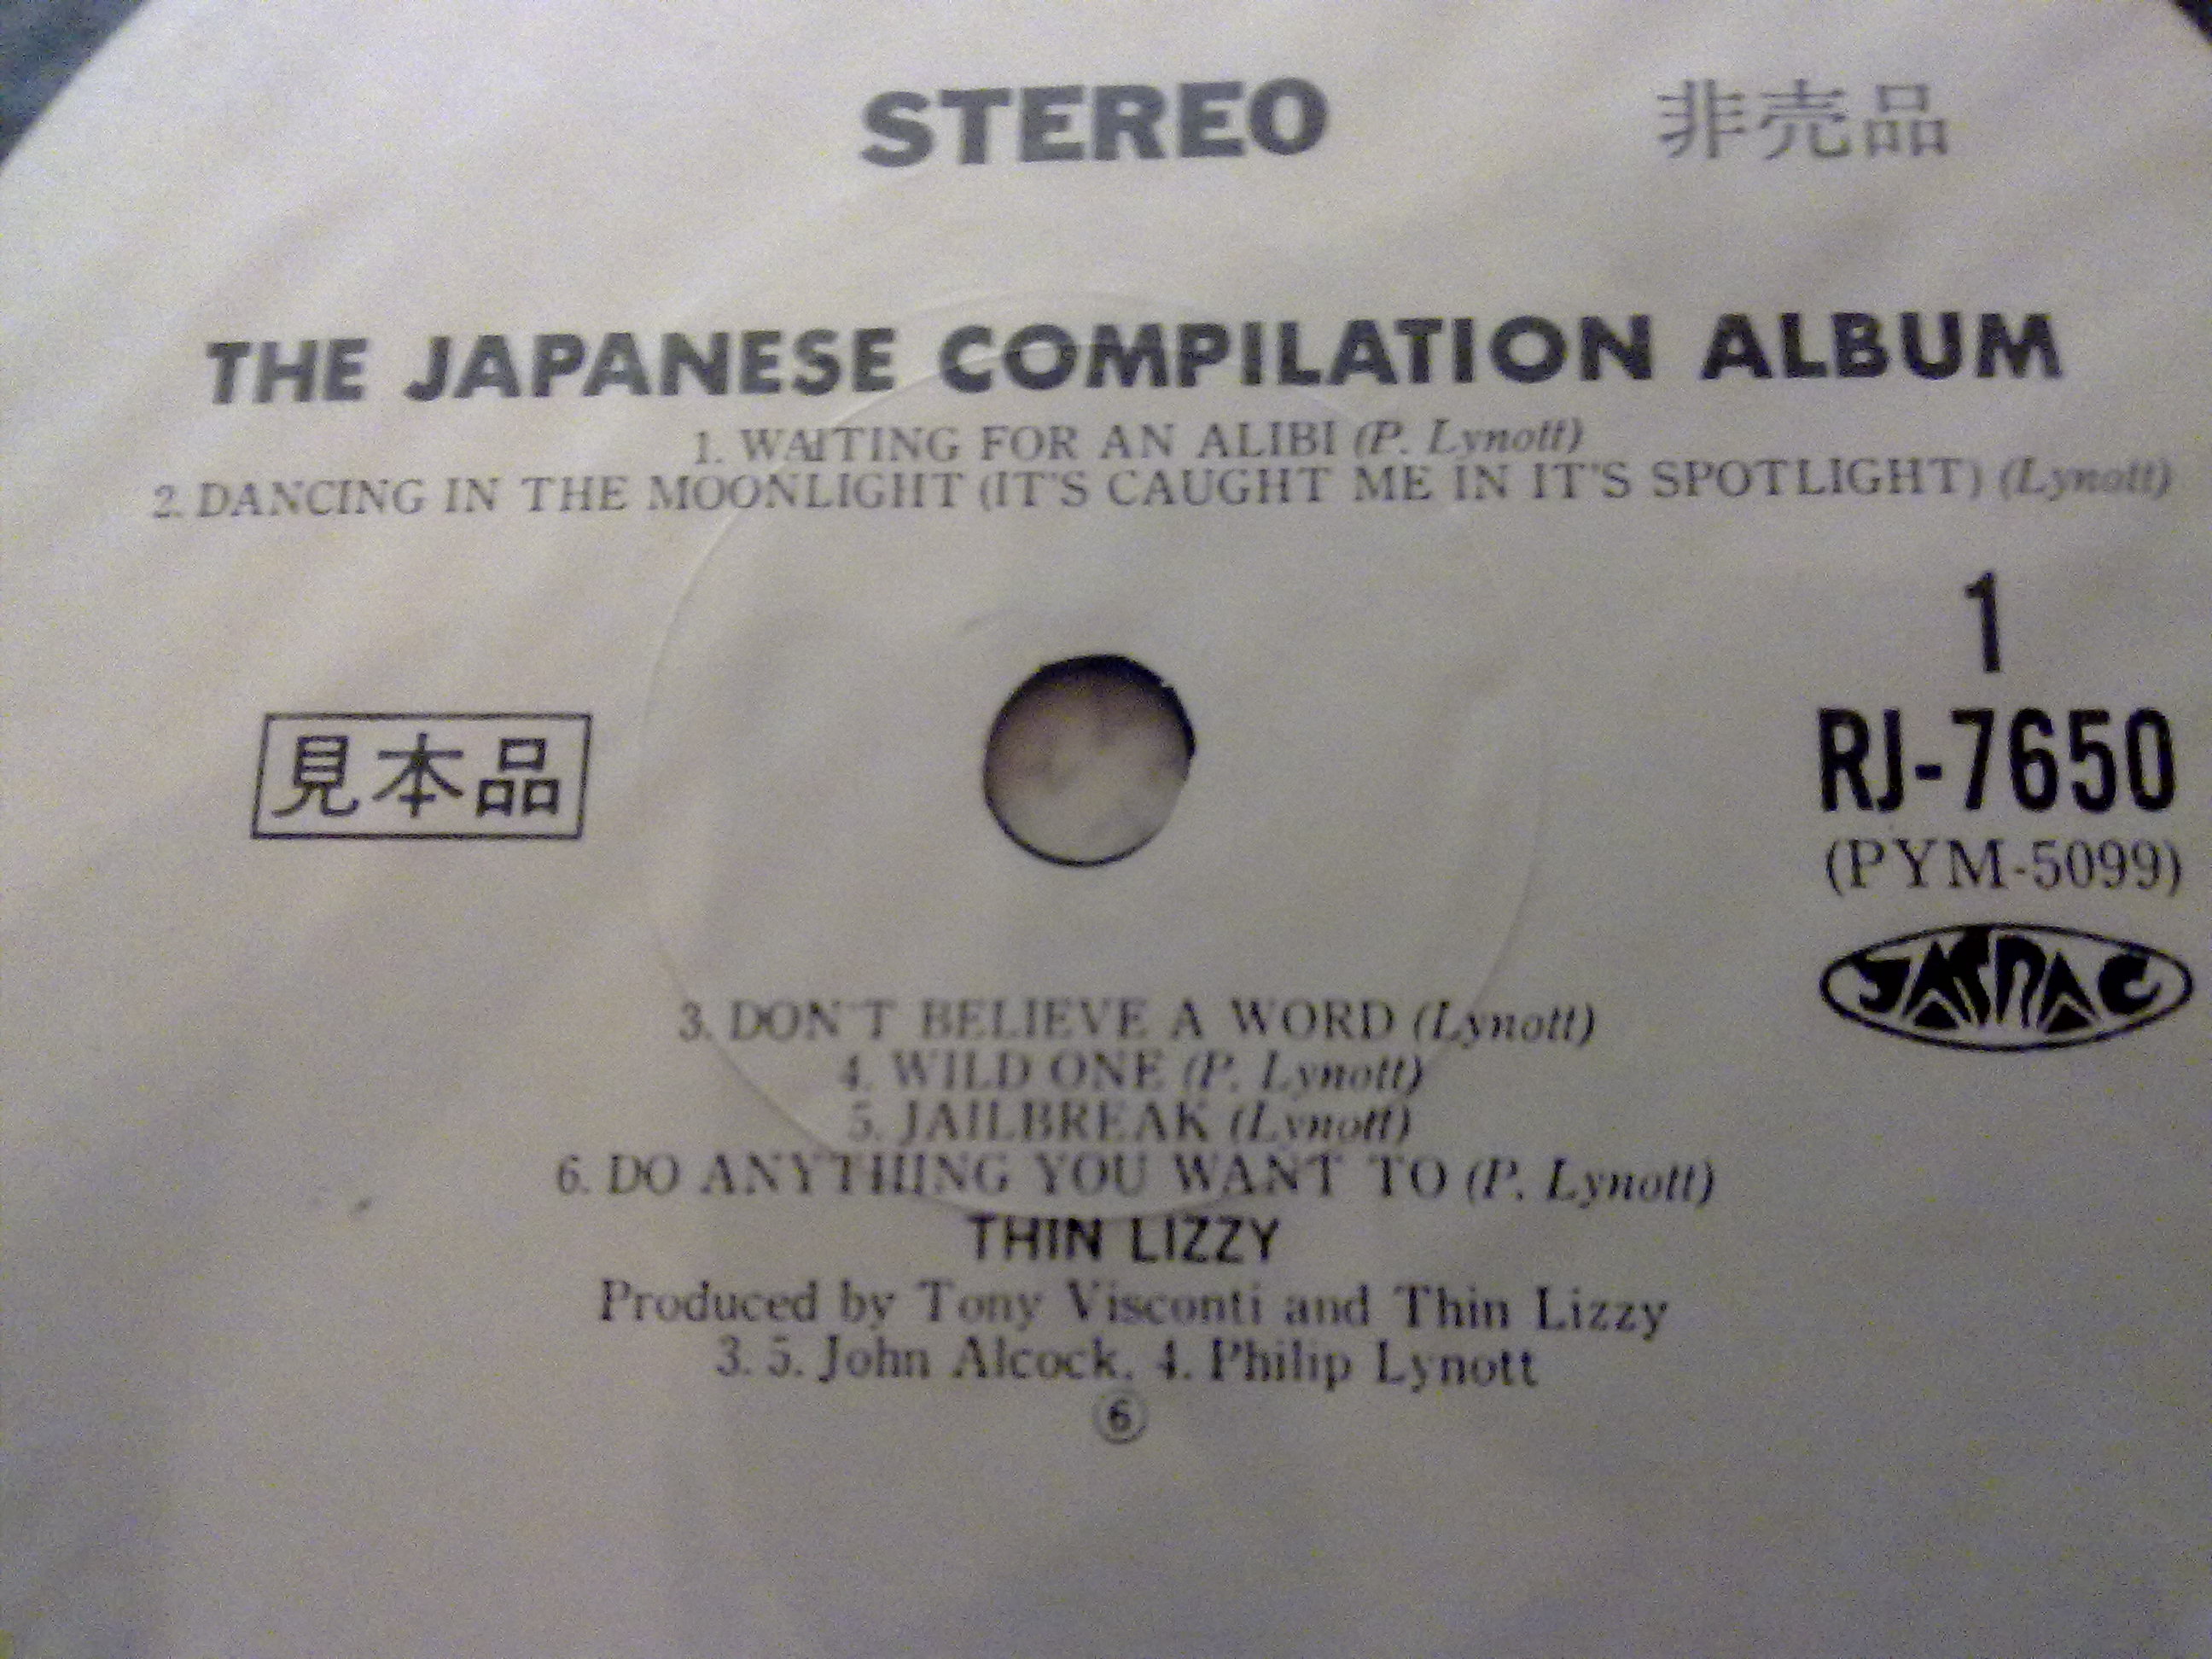 STEREO
非売品
THE JAPANESE COMPILATION ALBUM
1. WAITING FOR AN ALIBI (P. Lynott)
2. DANCING IN THE MOONLIGHT (IT'S CAUGHT ME IN IT'S SPOTLIGHT) (Lynott)
1
見本品
RJ-7650
(PYM-5099)
JASRAC
3. DON'T BELIEVE A WORD (Lynott)
4. WILD ONE (P. Lynott)
5. JAILBREAK (Lynott)
6. DO ANYTHING YOU WANT TO (P. Lynott)
THIN LIZZY
Produced by Tony Visconti and Thin Lizzy
3. 5. John Alcock, 4. Philip Lynott
⑥